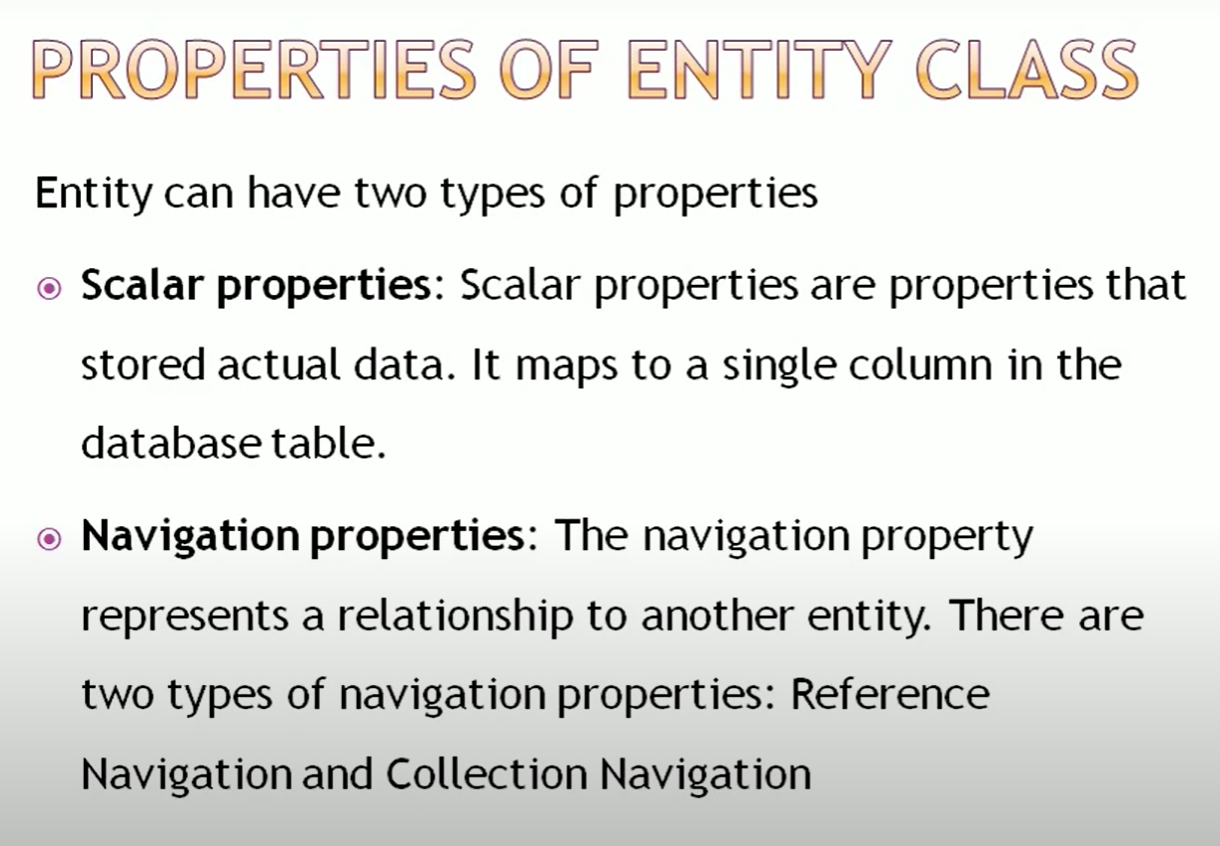 PROPERTIES OF ENTITY CLASS
Entity can have two types of properties
Scalar properties: Scalar properties are properties that
stored actual data. It maps to a single column in the
database table.
Navigation properties: The navigation property
represents a relationship to another entity. There are
two types of navigation properties: Reference
Navigation and Collection Navigation